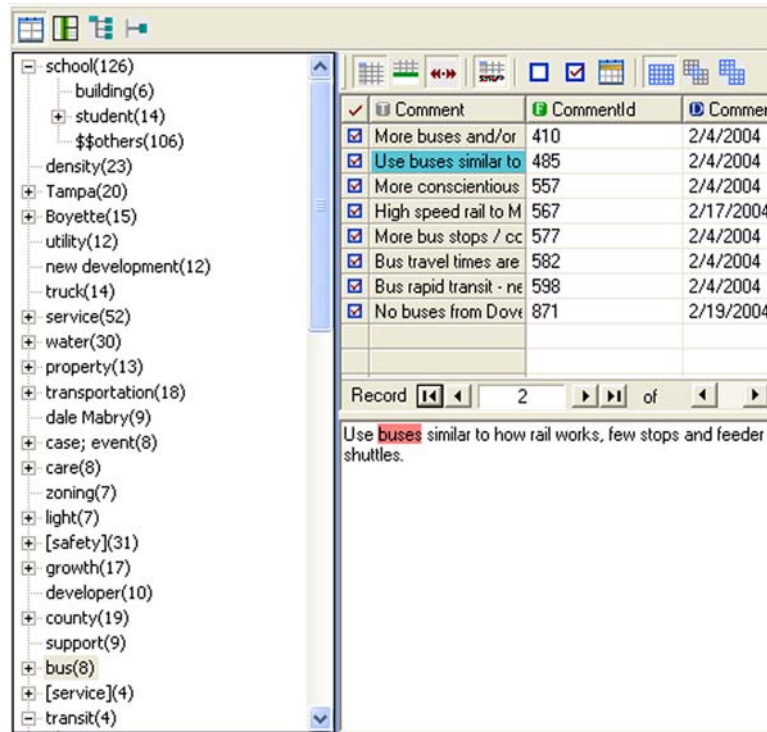 school(126)
building(6)
student(14)
$$others(106)
density(23)
Tampa(20)
Boyette(15)
utility(12)
new development(12)
truck(14)
service(52)
water(30)
property(13)
transportation(18)
dale Mabry(9)
case; event(8)
care(8)
zoning(7)
light(7)
[safety](31)
growth(17)
developer(10)
county(19)
support(9)
bus(8)
[service](4)
transit(4)
Comment CommentId Commer
More buses and/or 410 2/4/2004
Use buses similar to 485 2/4/2004
More conscientious 557 2/4/2004
High speed rail to M 567 2/17/2004
More bus stops / cc 577 2/4/2004
Bus travel times are 582 2/4/2004
Bus rapid transit - ne 598 2/4/2004
No buses from Dove 871 2/19/2004
Record 2 of
Use buses similar to how rail works, few stops and feeder
shuttles.